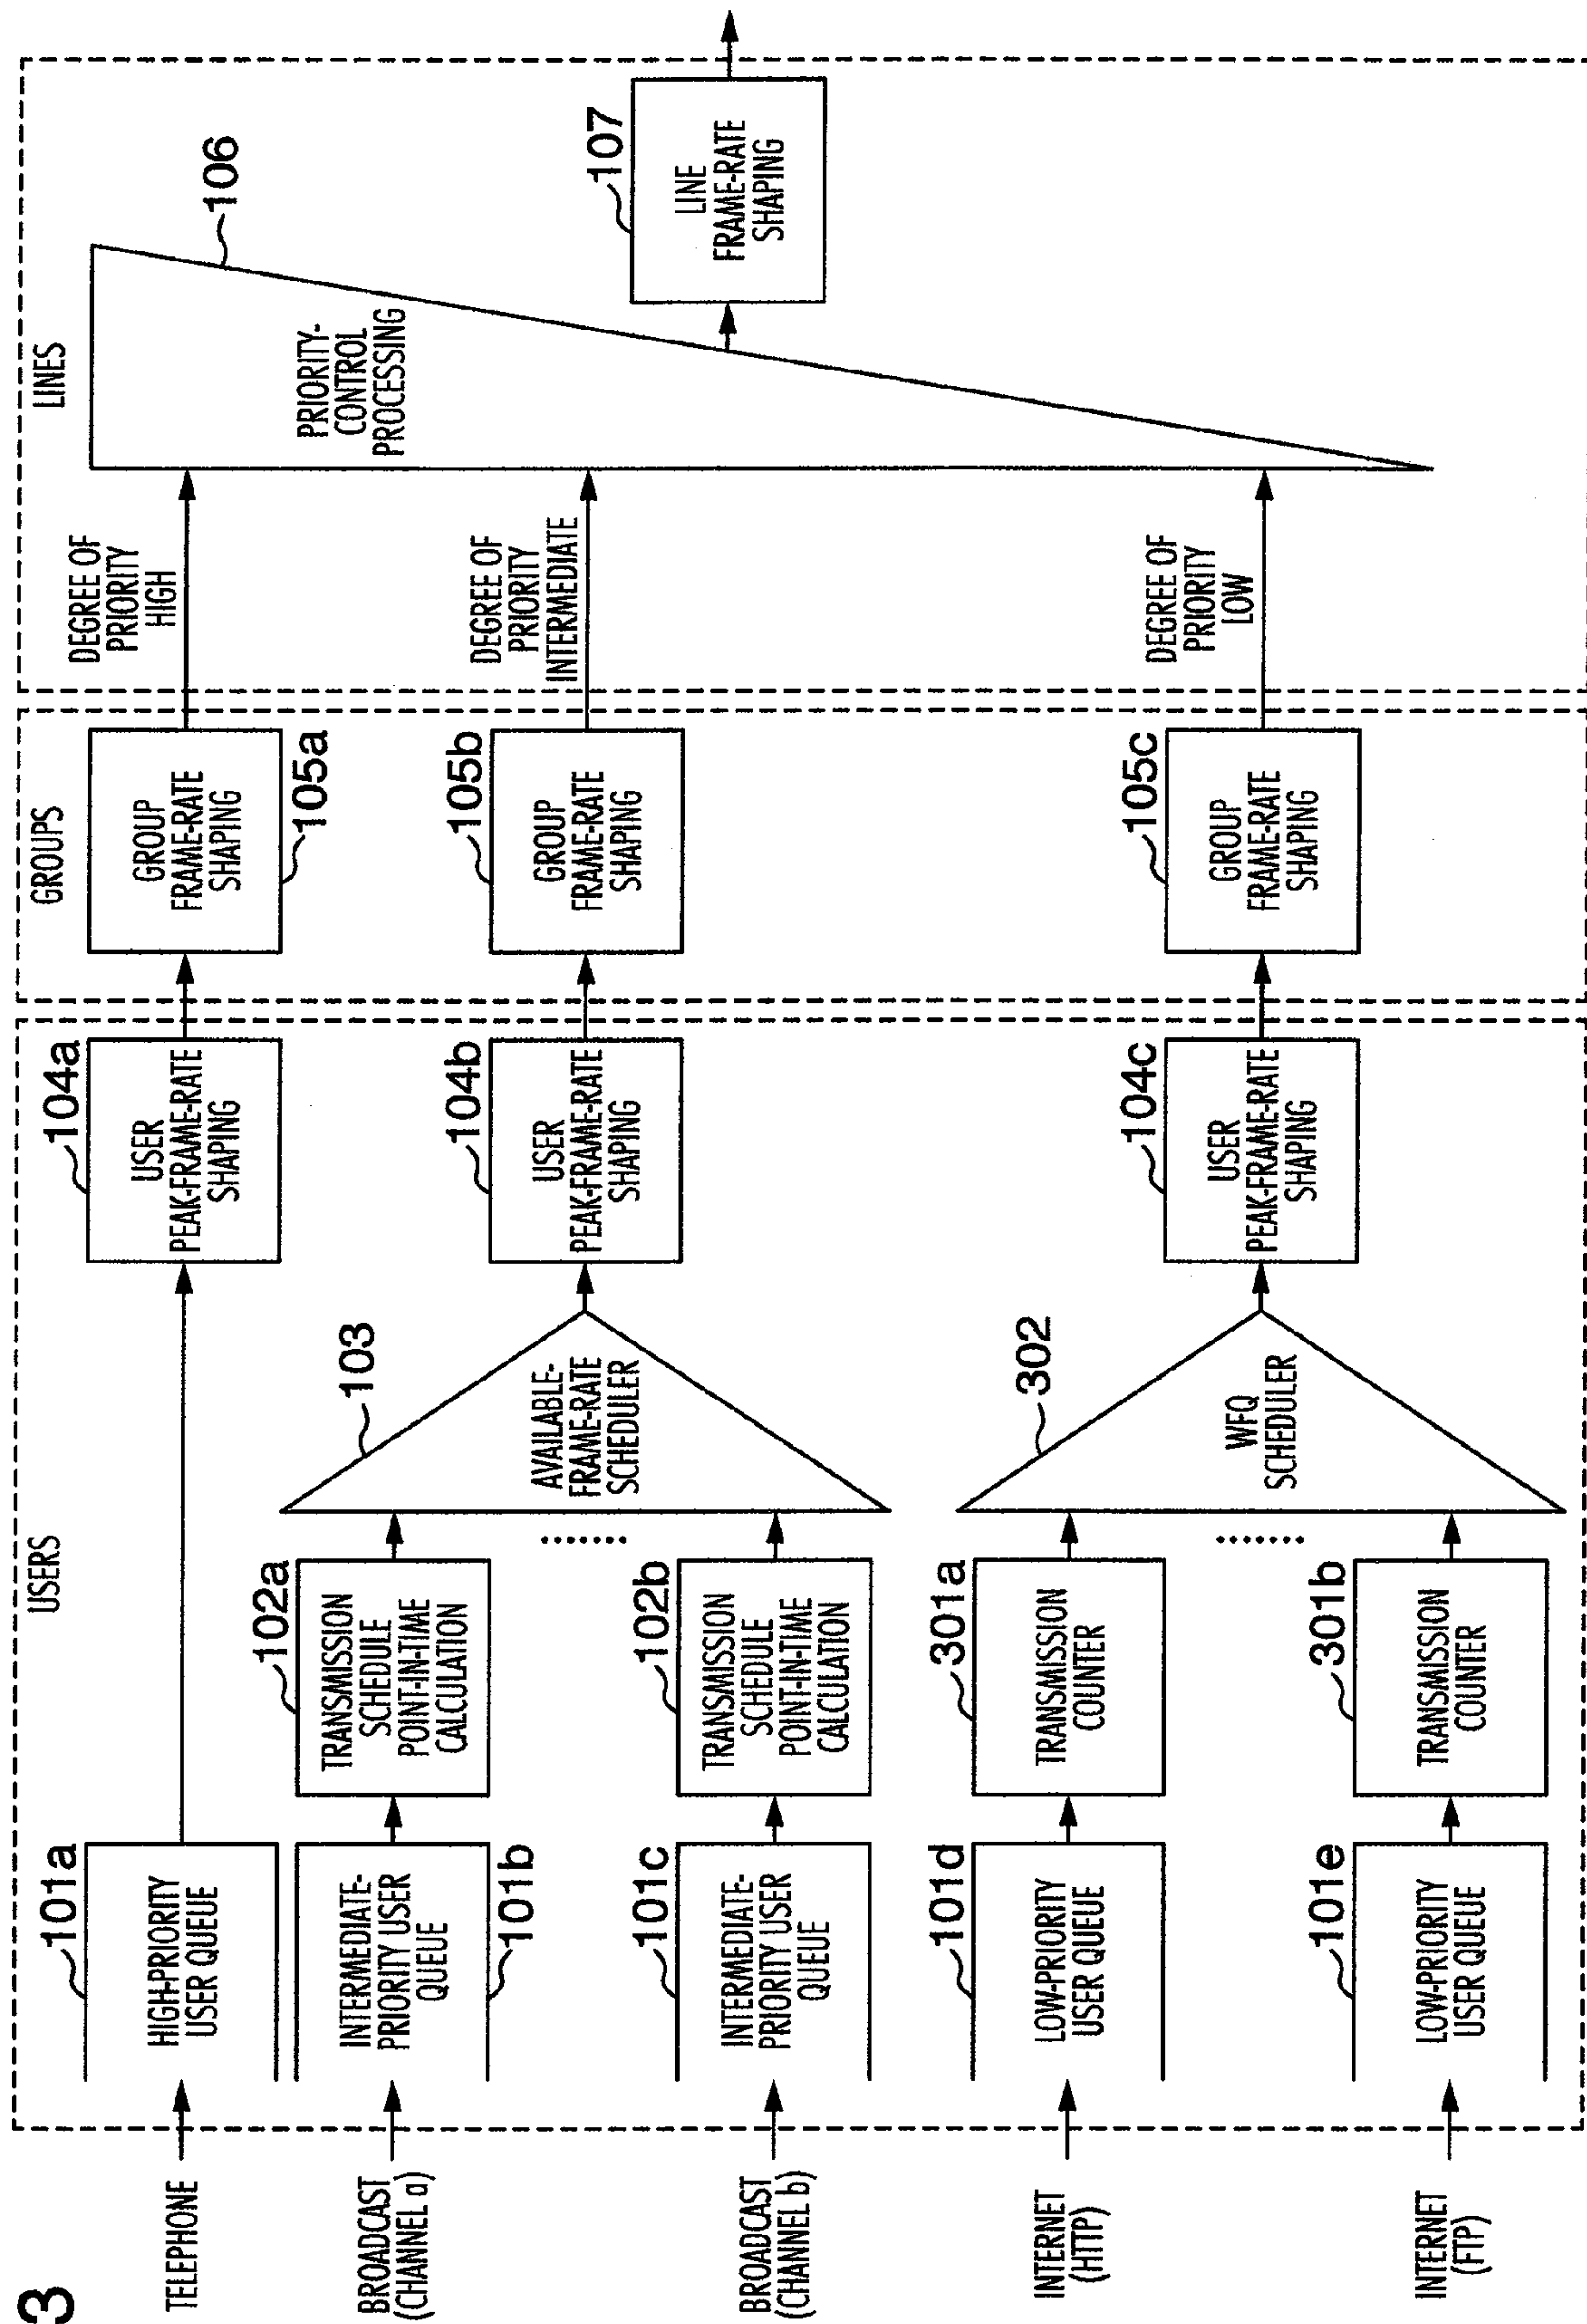 3
USERS
GROUPS
LINES
TELEPHONE
101a
HIGH-PRIORITY
USER QUEUE
104a
USER
PEAK-FRAME-RATE
SHAPING
GROUP
FRAME-RATE
SHAPING
105a
DEGREE OF
PRIORITY
HIGH
BROADCAST
(CHANNEL a)
INTERMEDIATE-
PRIORITY USER
QUEUE
101b
102a
TRANSMISSION
SCHEDULE
POINT-IN-TIME
CALCULATION
103
AVAILABLE-
FRAME-RATE
SCHEDULER
104b
USER
PEAK-FRAME-RATE
SHAPING
105b
GROUP
FRAME-RATE
SHAPING
DEGREE OF
PRIORITY
INTERMEDIATE
PRIORITY-
CONTROL
PROCESSING
106
107
LINE
FRAME-RATE
SHAPING
BROADCAST
(CHANNEL b)
101c
INTERMEDIATE-
PRIORITY USER
QUEUE
102b
TRANSMISSION
SCHEDULE
POINT-IN-TIME
CALCULATION
INTERNET
(HTTP)
101d
LOW-PRIORITY
USER QUEUE
301a
TRANSMISSION
COUNTER
302
WFQ
SCHEDULER
104c
USER
PEAK-FRAME-RATE
SHAPING
105c
GROUP
FRAME-RATE
SHAPING
DEGREE OF
PRIORITY
LOW
INTERNET
(FTP)
101e
LOW-PRIORITY
USER QUEUE
301b
TRANSMISSION
COUNTER